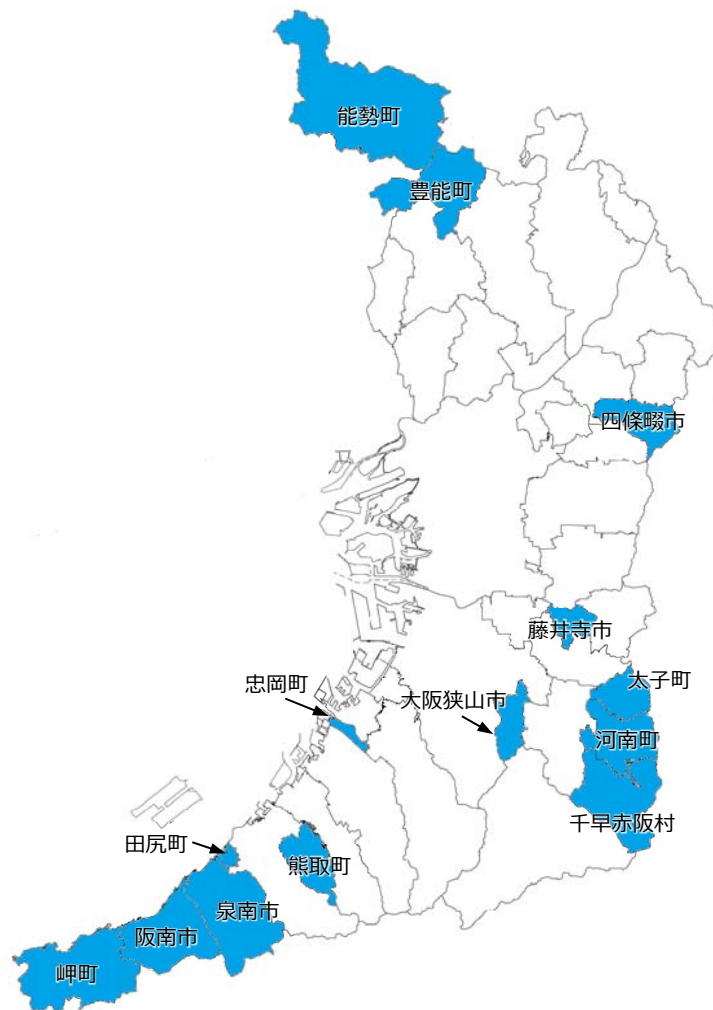 能勢町
豊能町
四條畷市
藤井寺市
太子町
忠岡町
大阪狭山市
河南町
千早赤阪村
田尻町
熊取町
泉南市
阪南市
岬町